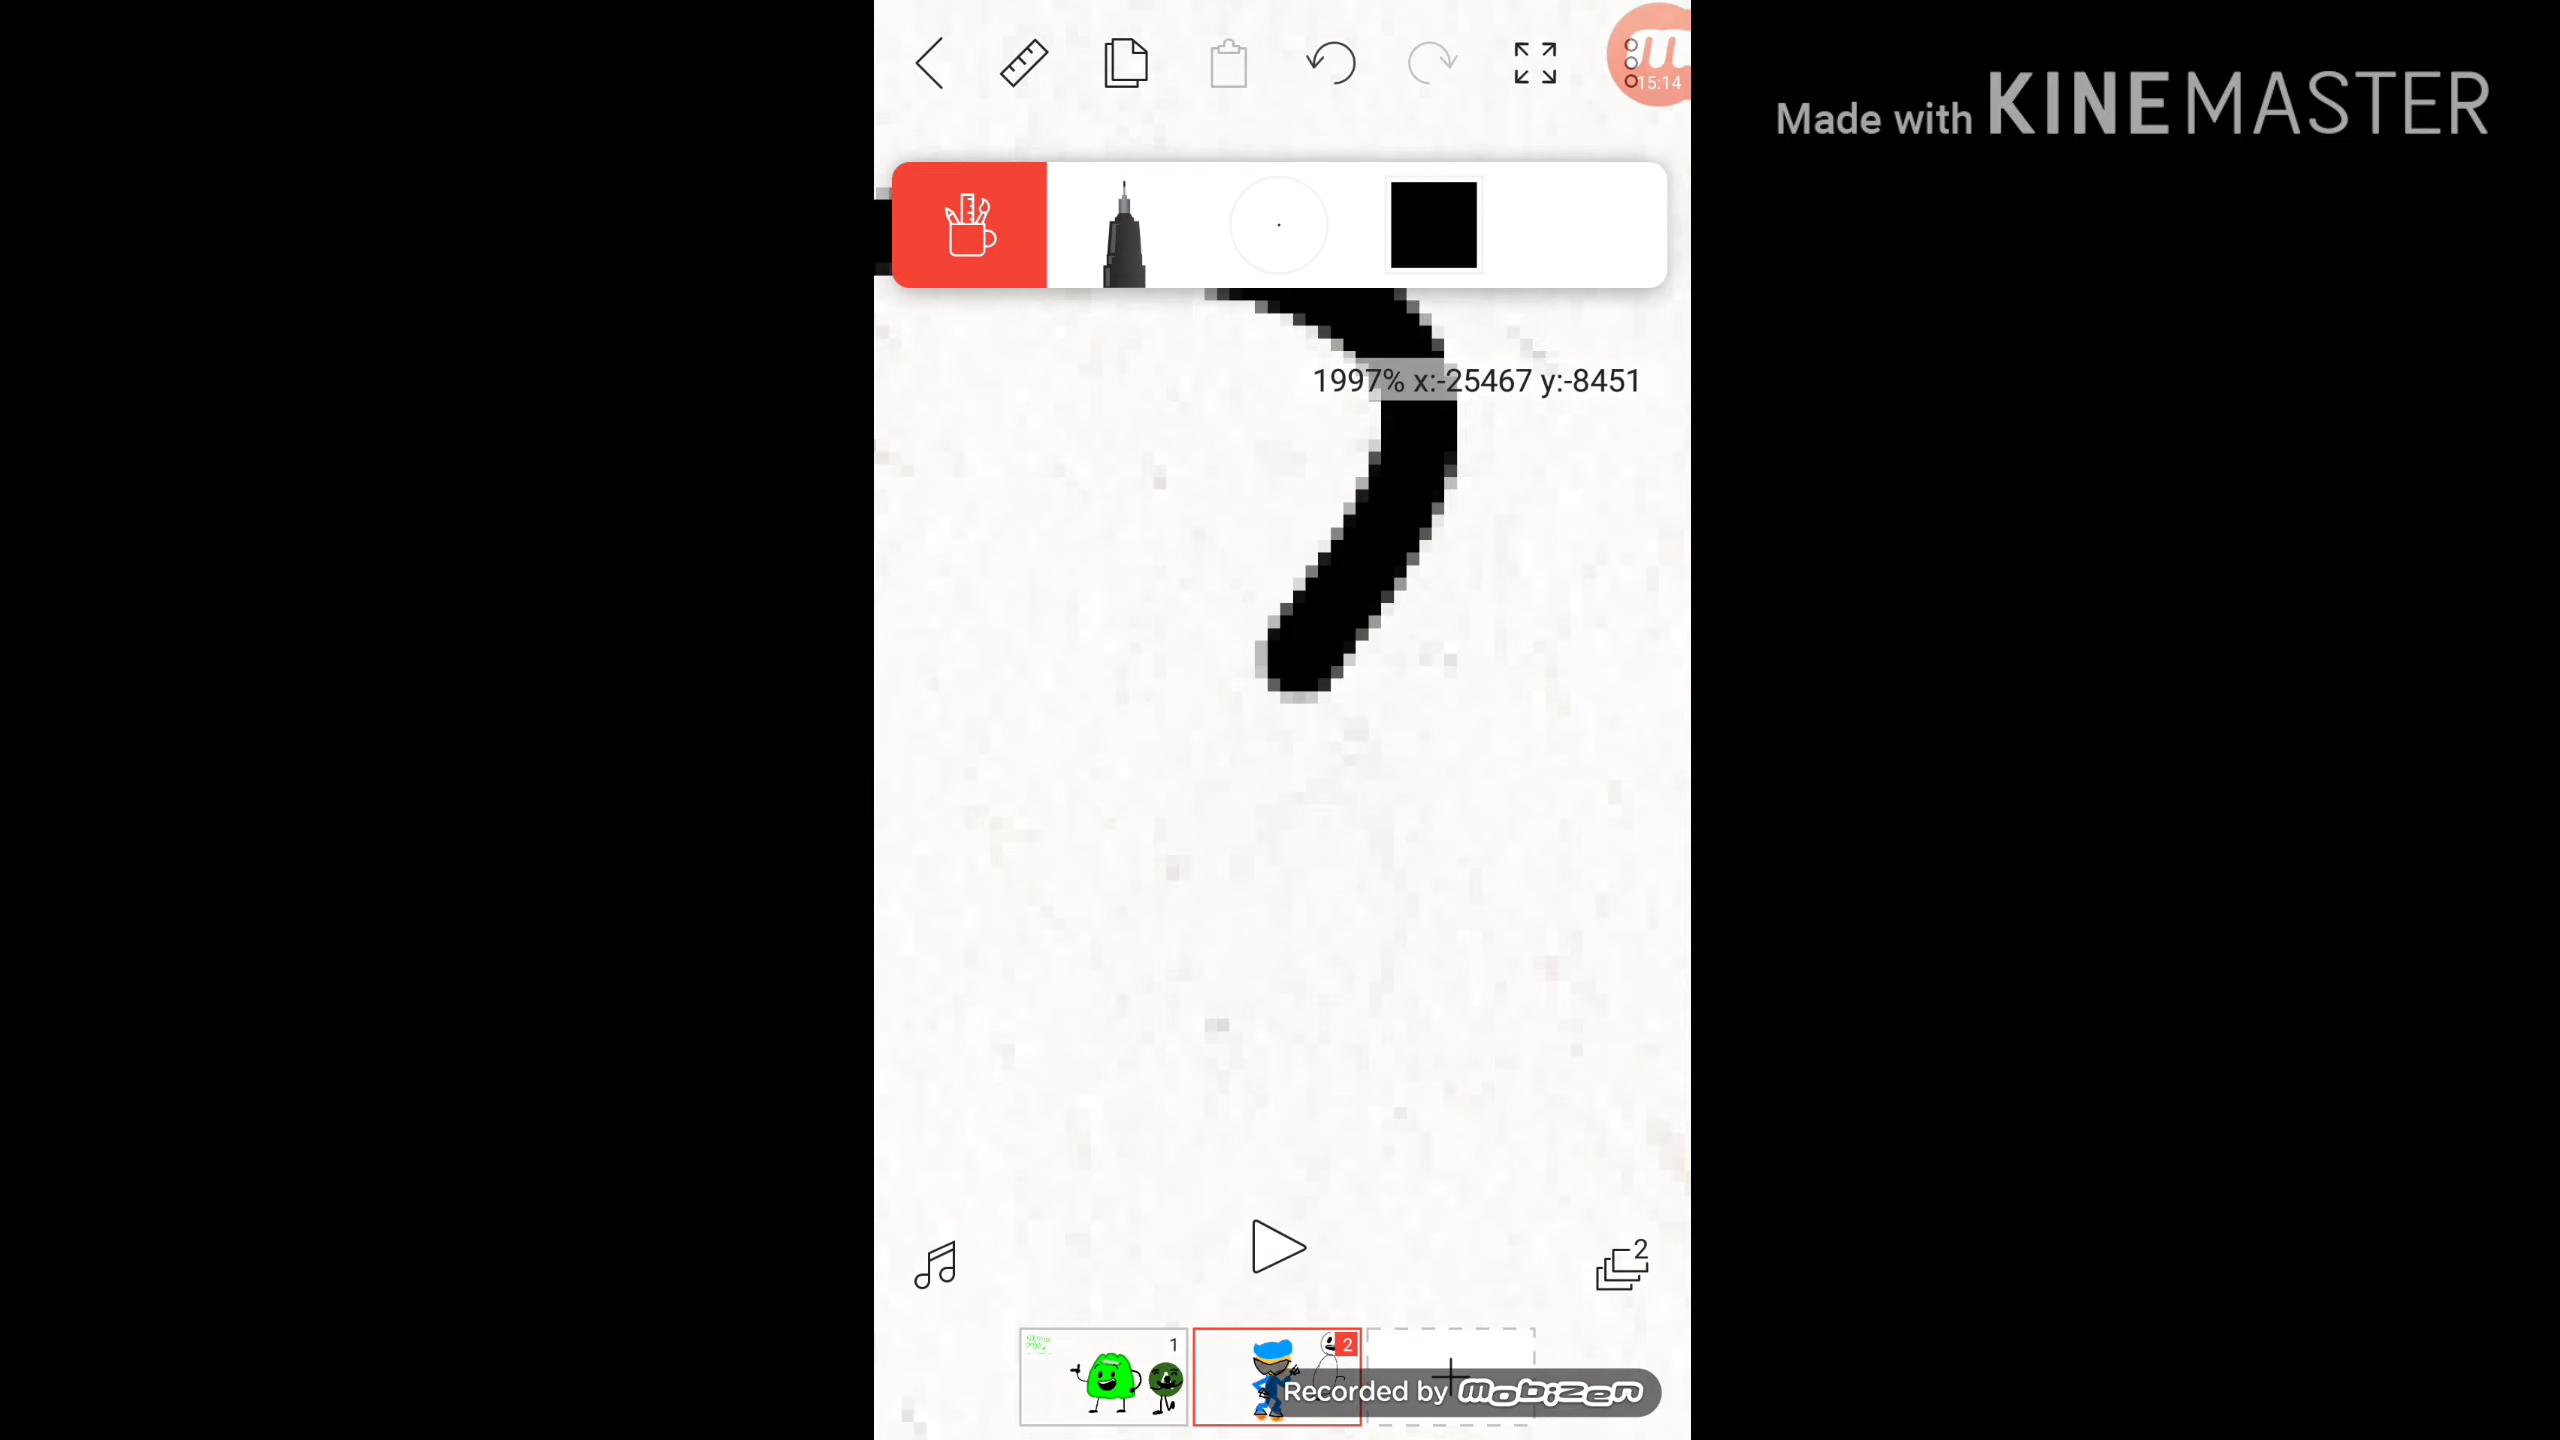 15:14
Made with KINEMASTER
1997% x:-25467 y:-8451
2
1
2
Recorded by mobizen